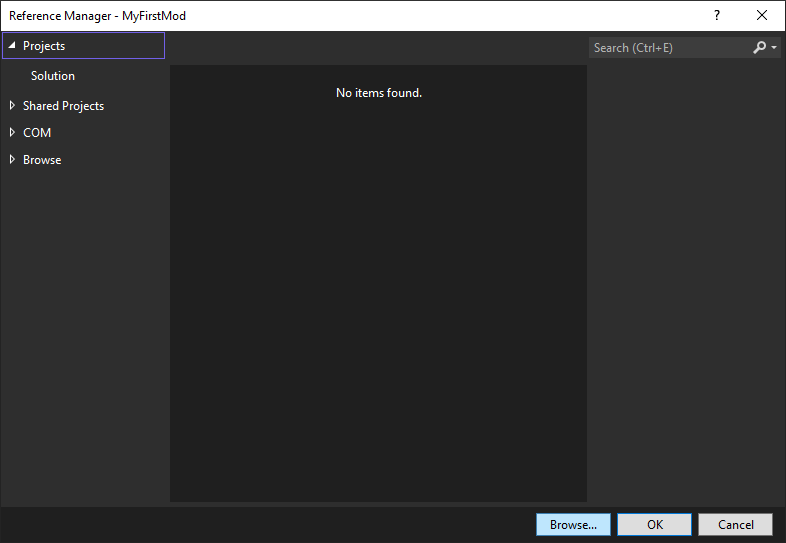 Reference Manager - MyFirstMod
?
Projects
Search (Ctrl+E)
Solution
No items found.
Shared Projects
COM
Browse
Browse...
OK
Cancel